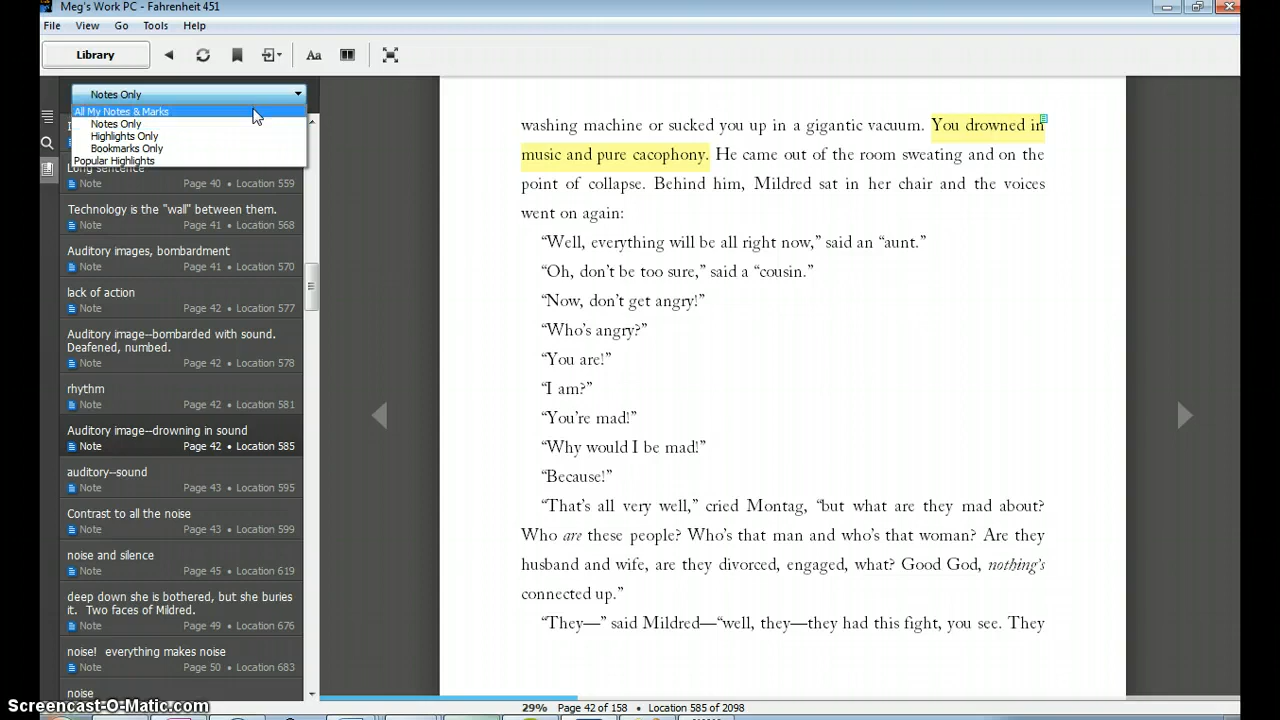 Meg's Work PC - Fahrenheit 451
File View Go Tools Help
Library
Aa
Notes Only
All My Notes & Marks
Notes Only
Highlights Only
Bookmarks Only
Popular Highlights
Long sentence
Note Page 40 • Location 559
Technology is the "wall" between them.
Note Page 41 • Location 568
Auditory images, bombardment
Note Page 41 • Location 570
lack of action
Note Page 42 • Location 577
Auditory image--bombarded with sound.
Deafened, numbed.
Note Page 42 • Location 578
rhythm
Note Page 42 • Location 581
Auditory image--drowning in sound
Note Page 42 • Location 585
auditory--sound
Note Page 43 • Location 595
Contrast to all the noise
Note Page 43 • Location 599
noise and silence
Note Page 45 • Location 619
deep down she is bothered, but she buries
it. Two faces of Mildred.
Note Page 49 • Location 676
noise! everything makes noise
Note Page 50 • Location 683
noise
washing machine or sucked you up in a gigantic vacuum. You drowned in
music and pure cacophony. He came out of the room sweating and on the
point of collapse. Behind him, Mildred sat in her chair and the voices
went on again:
“Well, everything will be all right now,” said an “aunt.”
“Oh, don’t be too sure,” said a “cousin.”
“Now, don’t get angry!”
“Who’s angry?”
“You are!”
“I am?”
“You’re mad!”
“Why would I be mad!”
“Because!”
“That’s all very well,” cried Montag, “but what are they mad about?
Who are these people? Who’s that man and who’s that woman? Are they
husband and wife, are they divorced, engaged, what? Good God, nothing’s
connected up.”
“They—” said Mildred—“well, they—they had this fight, you see. They
29% Page 42 of 158 • Location 585 of 2098
Screencast-O-Matic.com